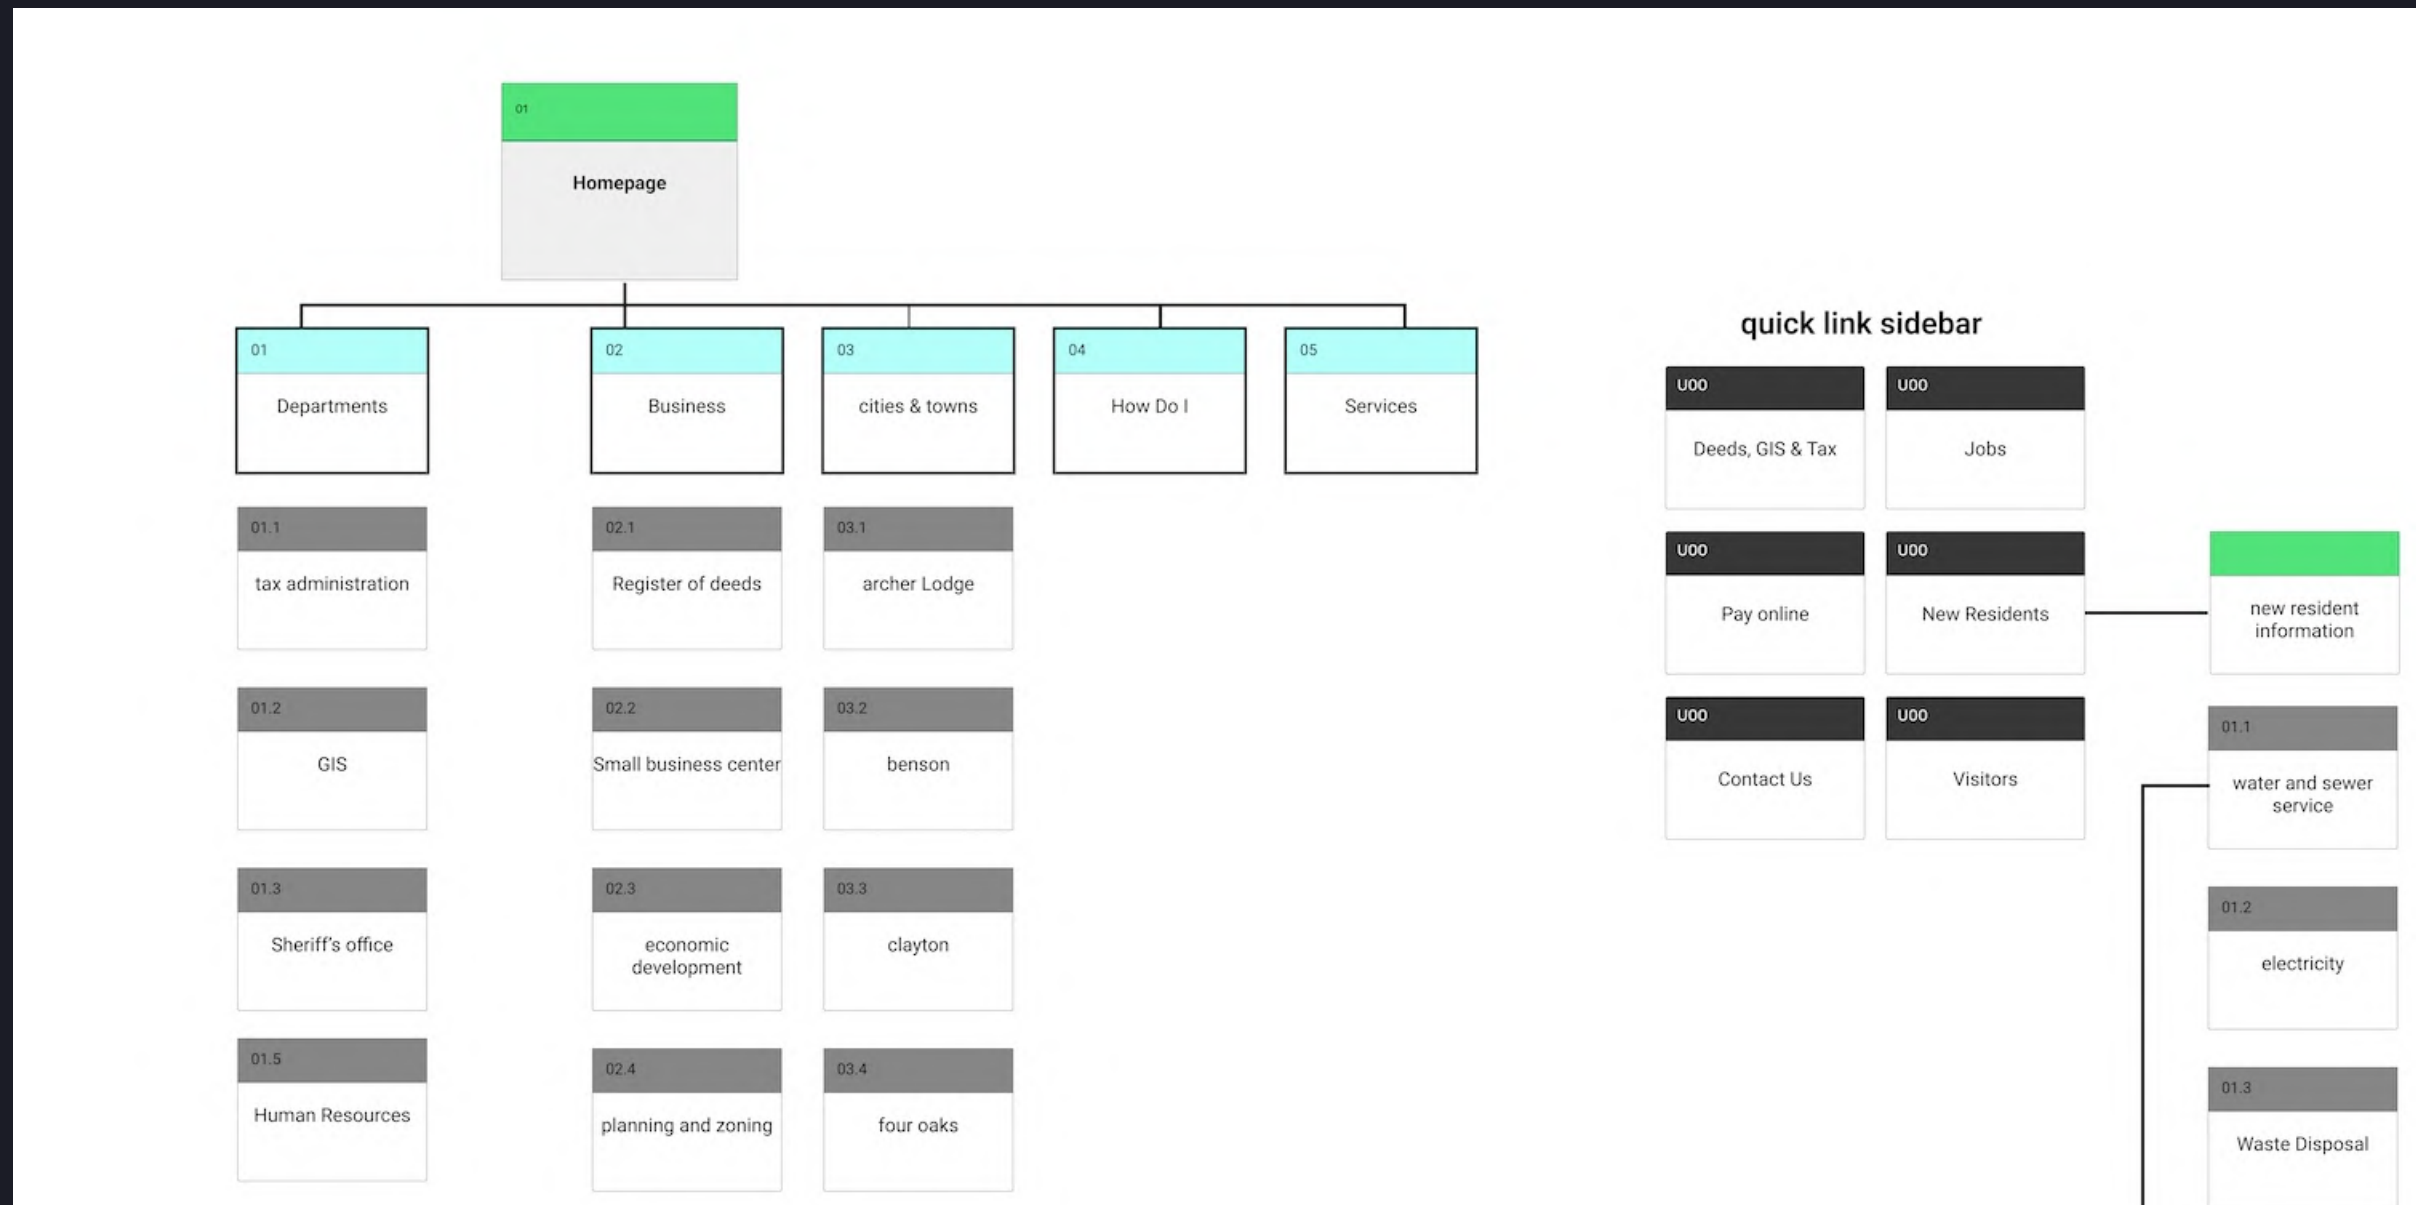 01
Homepage
01
Departments
02
Business
03
cities & towns
04
How Do I
05
Services
01.1
tax administration
02.1
Register of deeds
03.1
archer Lodge
01.2
GIS
02.2
Small business center
03.2
benson
01.3
Sheriff's office
02.3
economic
development
03.3
clayton
01.5
Human Resources
02.4
planning and zoning
03.4
four oaks
quick link sidebar
U00
Deeds, GIS & Tax
U00
Jobs
U00
Pay online
U00
New Residents
U00
Contact Us
U00
Visitors
new resident
information
01.1
water and sewer
service
01.2
electricity
01.3
Waste Disposal